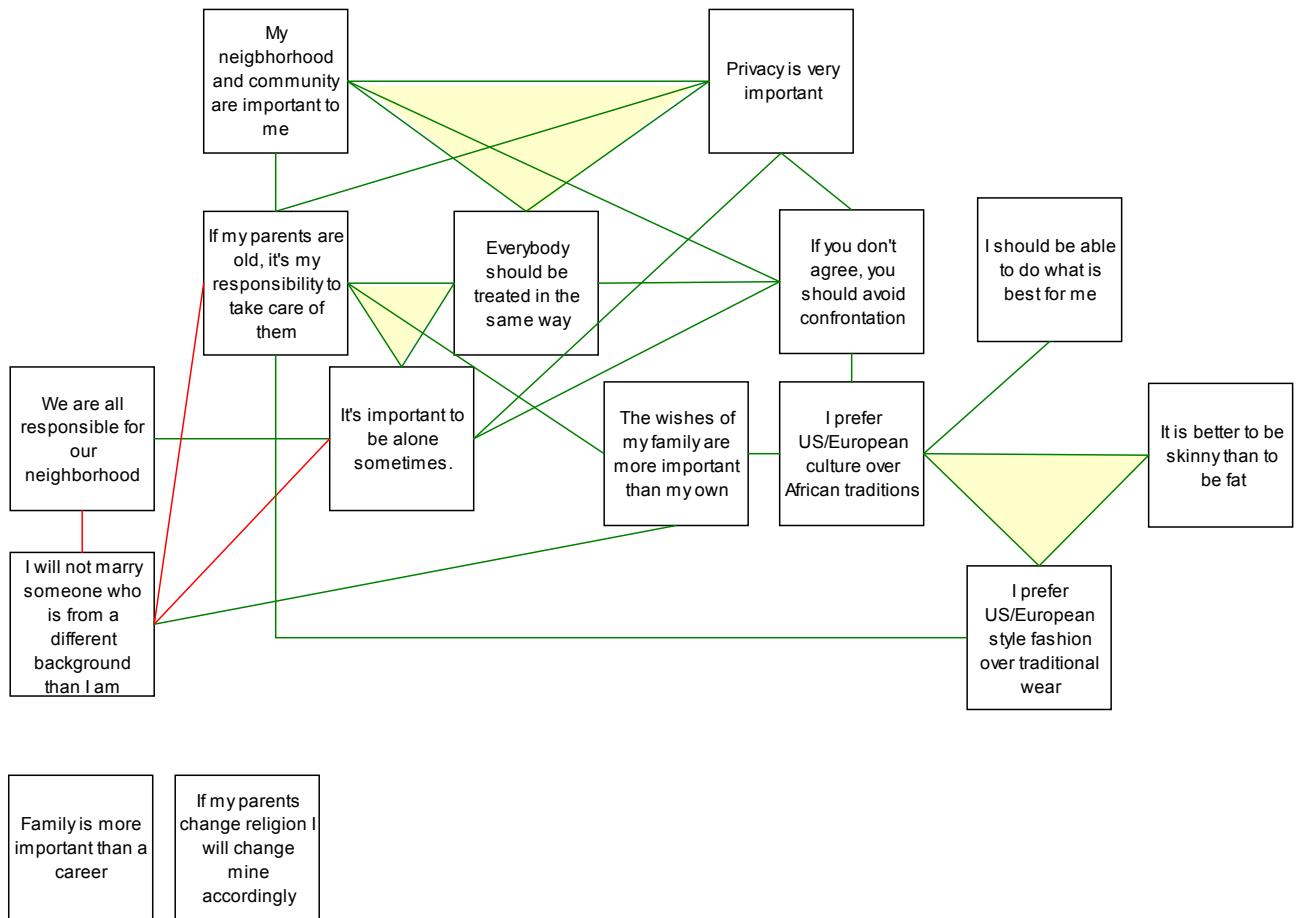 My
neigbhorhood
and community
are important to
me
Privacy is very
important
If my parents are
old, it's my
responsibility to
take care of
them
Everybody
should be
treated in the
same way
If you don't
agree, you
should avoid
confrontation
I should be able
to do what is
best for me
We are all
responsible for
our
neighborhood
It's important to
be alone
sometimes.
The wishes of
my family are
more important
than my own
I prefer
US/European
culture over
African traditions
It is better to be
skinny than to
be fat
I will not marry
someone who
is from a
different
background
than I am
I prefer
US/European
style fashion
over traditional
wear
Family is more
important than a
career
If my parents
change religion I
will change
mine
accordingly